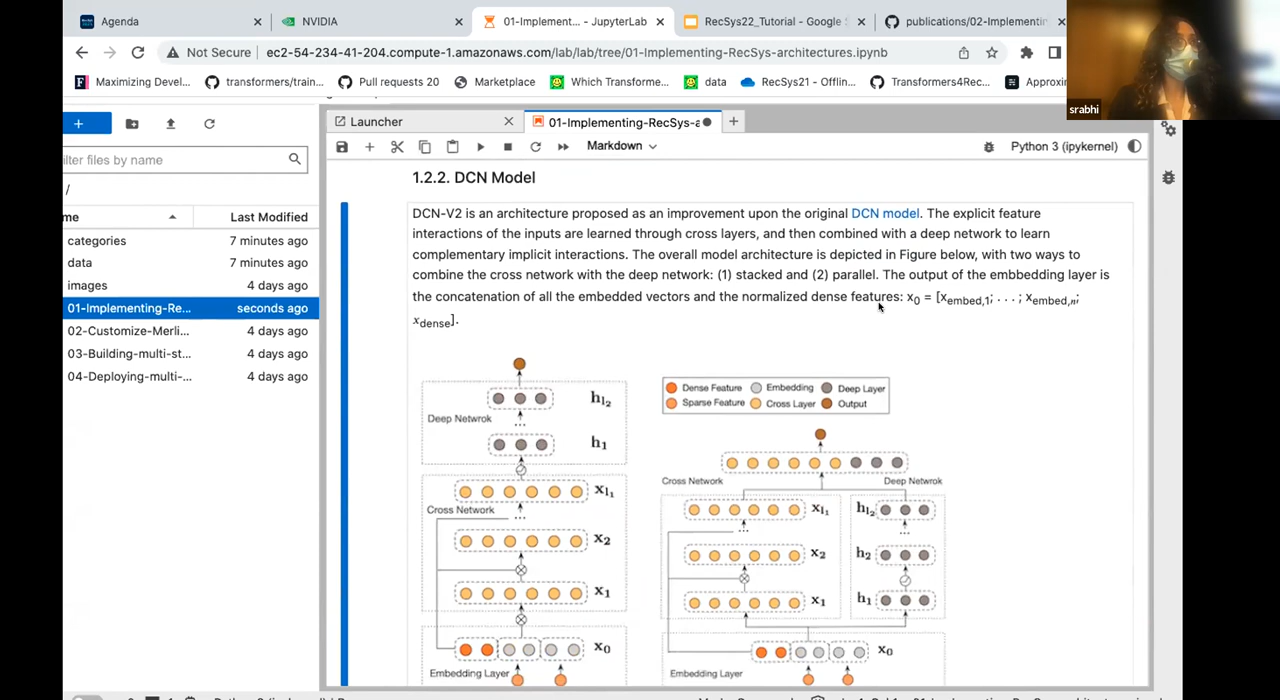 Agenda
NVIDIA
01-Implement... - JupyterLab
RecSys22_Tutorial - Google
publications/02-Implementin
Not Secure
ec2-54-234-41-204.compute-1.amazonaws.com/lab/lab/tree/01-Implementing-RecSys-architectures.ipynb
Maximizing Devel...
transformers/train...
Pull requests 20
Marketplace
Which Transforme...
data
RecSys21 - Offlin...
Transformers4Rec...
Approxi
srabhi
Launcher
01-Implementing-RecSys-a
Markdown
Python 3 (ipykernel)
ilter files by name
/
me
Last Modified
categories
7 minutes ago
data
7 minutes ago
images
4 days ago
01-Implementing-Re...
seconds ago
02-Customize-Merli...
4 days ago
03-Building-multi-st...
4 days ago
04-Deploying-multi-...
4 days ago
1.2.2. DCN Model
DCN-V2 is an architecture proposed as an improvement upon the original DCN model. The explicit feature
interactions of the inputs are learned through cross layers, and then combined with a deep network to learn
complementary implicit interactions. The overall model architecture is depicted in Figure below, with two ways to
combine the cross network with the deep network: (1) stacked and (2) parallel. The output of the embbedding layer is
the concatenation of all the embedded vectors and the normalized dense features: x0 = [xembed,1; . . . ; xembed,n;
xdense].
Deep Netwrok
hl2
...
h1
Cross Network
xl1
...
x2
x1
x0
Embedding Layer
Dense Feature
Embedding
Deep Layer
Sparse Feature
Cross Layer
Output
Cross Network
Deep Netwrok
xl1
hl2
...
...
x2
h2
x1
h1
x0
Embedding Layer